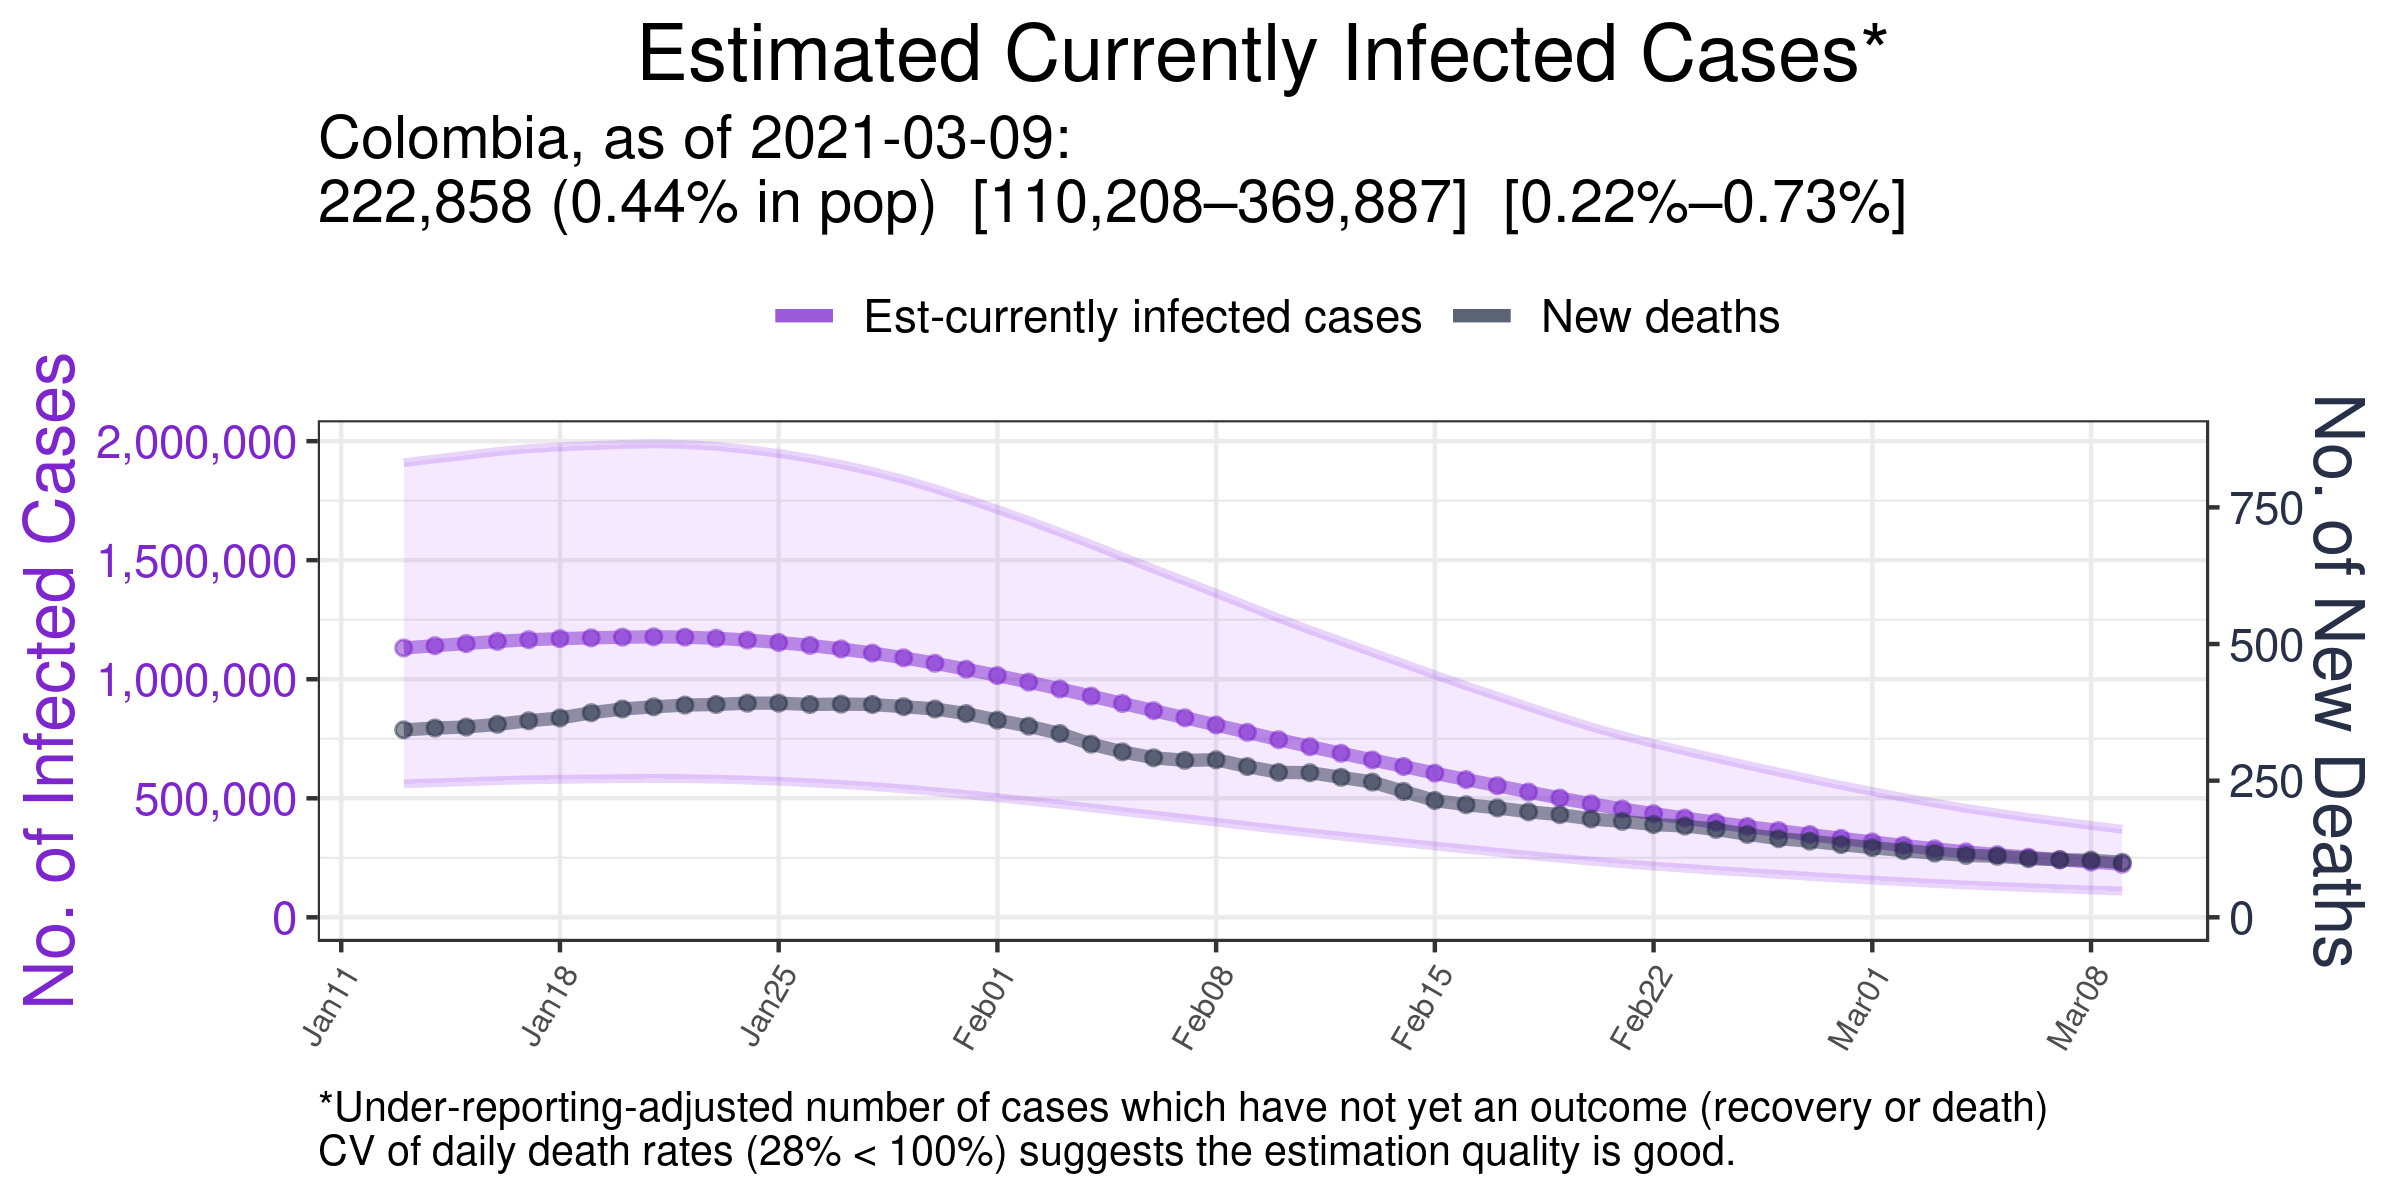 Estimated Currently Infected Cases*
Colombia, as of 2021-03-09:
222,858 (0.44% in pop)  [110,208–369,887]  [0.22%–0.73%]
Est-currently infected cases
New deaths
No. of Infected Cases
2,000,000
1,500,000
1,000,000
500,000
0
750
500
250
0
No. of New Deaths
Jan11
Jan18
Jan25
Feb01
Feb08
Feb15
Feb22
Mar01
Mar08
*Under-reporting-adjusted number of cases which have not yet an outcome (recovery or death)
CV of daily death rates (28% < 100%) suggests the estimation quality is good.